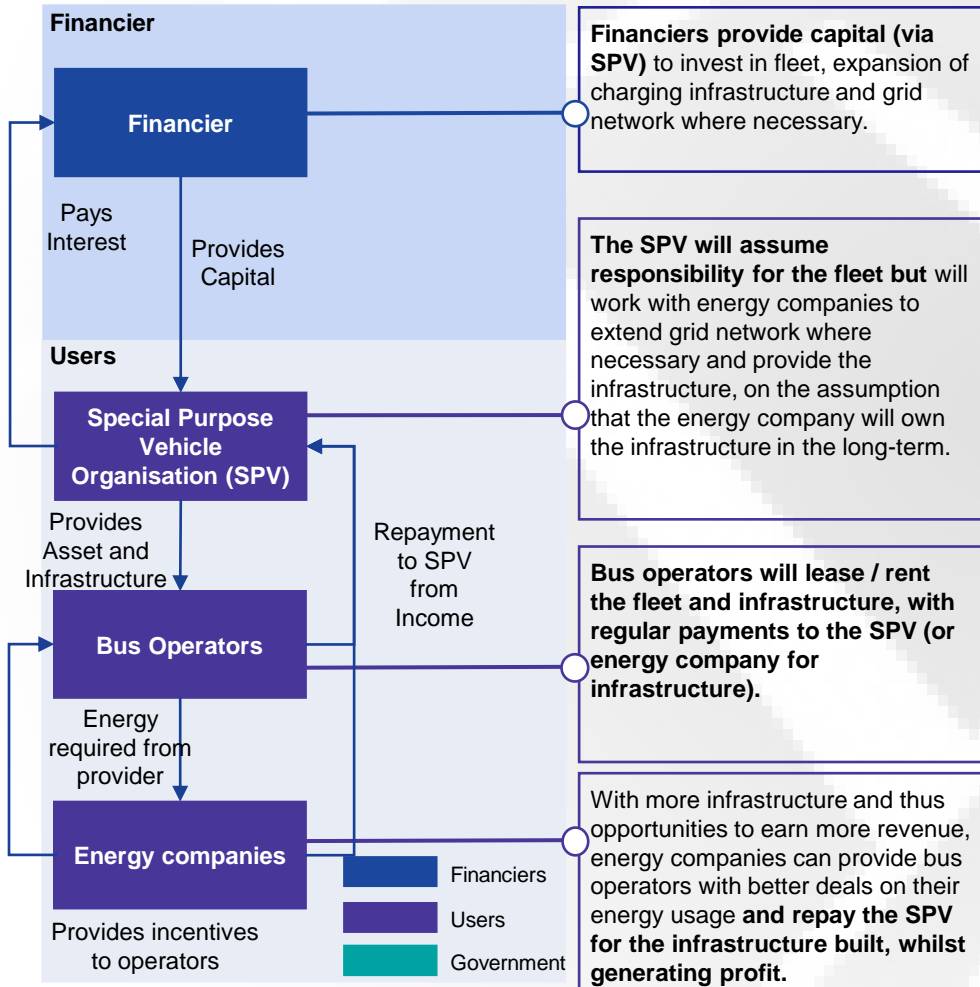 Financier
Financier
Pays
Interest
Provides
Capital
Users
Special Purpose
Vehicle
Organisation (SPV)
Provides
Asset and
Infrastructure
Repayment
to SPV
from
Income
Bus Operators
Energy
required from
provider
Energy companies
Provides incentives
to operators
Financiers
Users
Government
Financiers provide capital (via
SPV) to invest in fleet, expansion of
charging infrastructure and grid
network where necessary.
The SPV will assume
responsibility for the fleet but will
work with energy companies to
extend grid network where
necessary and provide the
infrastructure, on the assumption
that the energy company will own
the infrastructure in the long-term.
Bus operators will lease / rent
the fleet and infrastructure, with
regular payments to the SPV (or
energy company for
infrastructure).
With more infrastructure and thus
opportunities to earn more revenue,
energy companies can provide bus
operators with better deals on their
energy usage and repay the SPV
for the infrastructure built, whilst
generating profit.